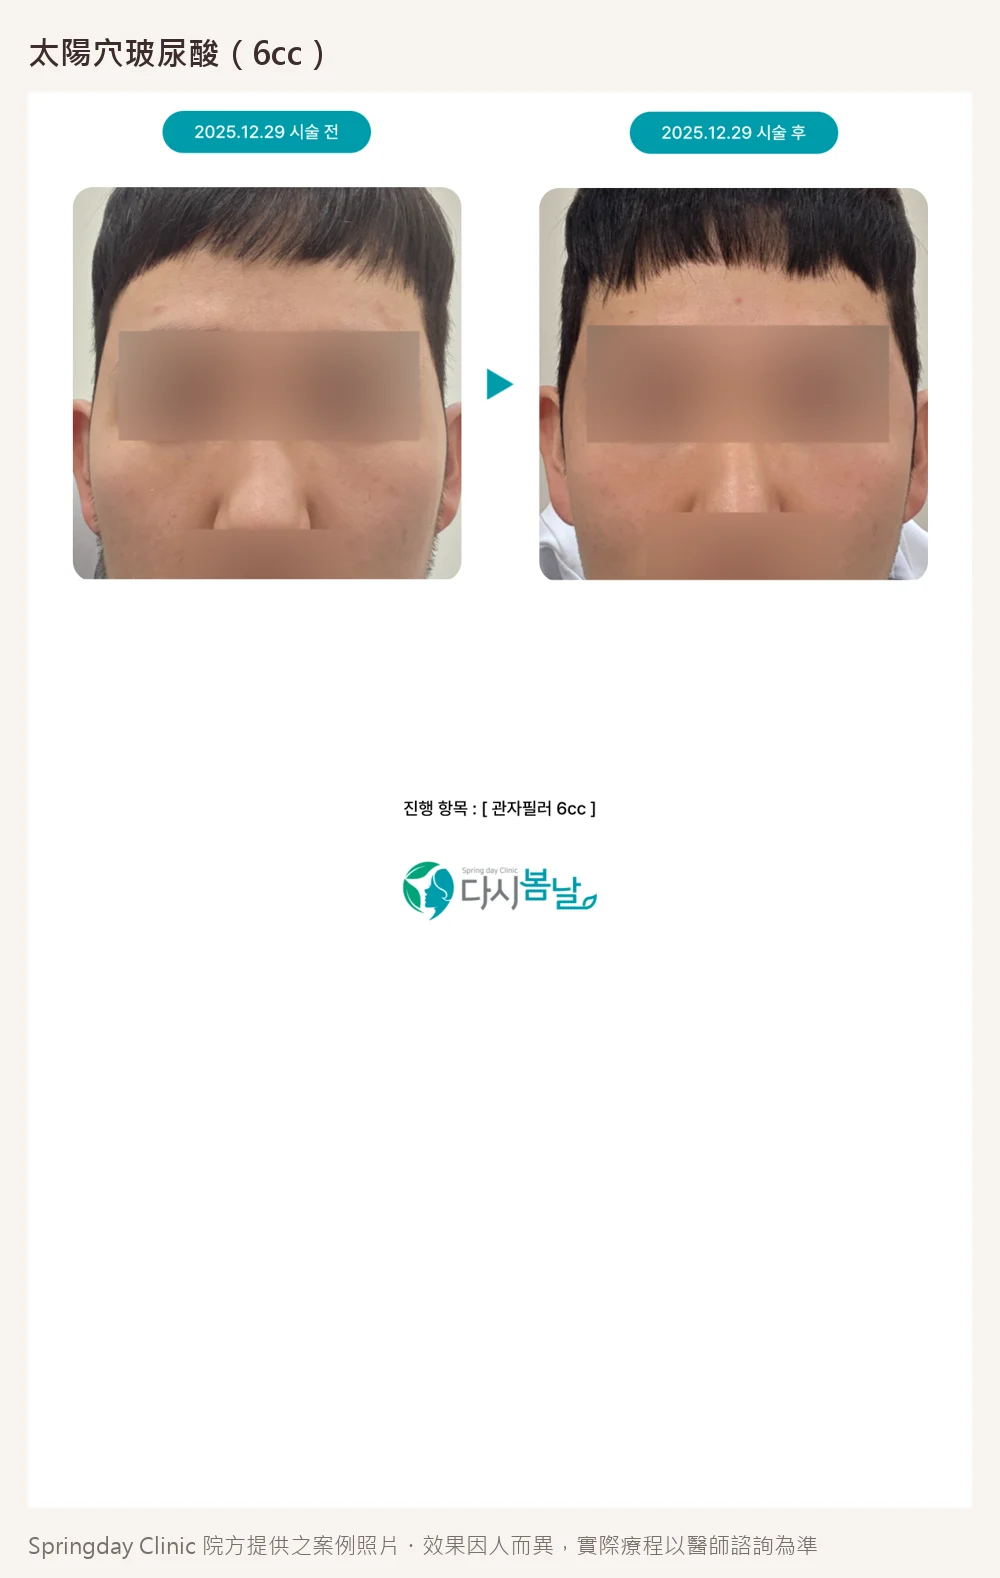 太陽穴玻尿酸（6cc）
2025.12.29 시술 전
2025.12.29 시술 후
진행 항목 : [ 관자필러 6cc ]
Spring day Clinic
다시봄날
Springday Clinic 院方提供之案例照片・效果因人而異，實際療程以醫師諮詢為準